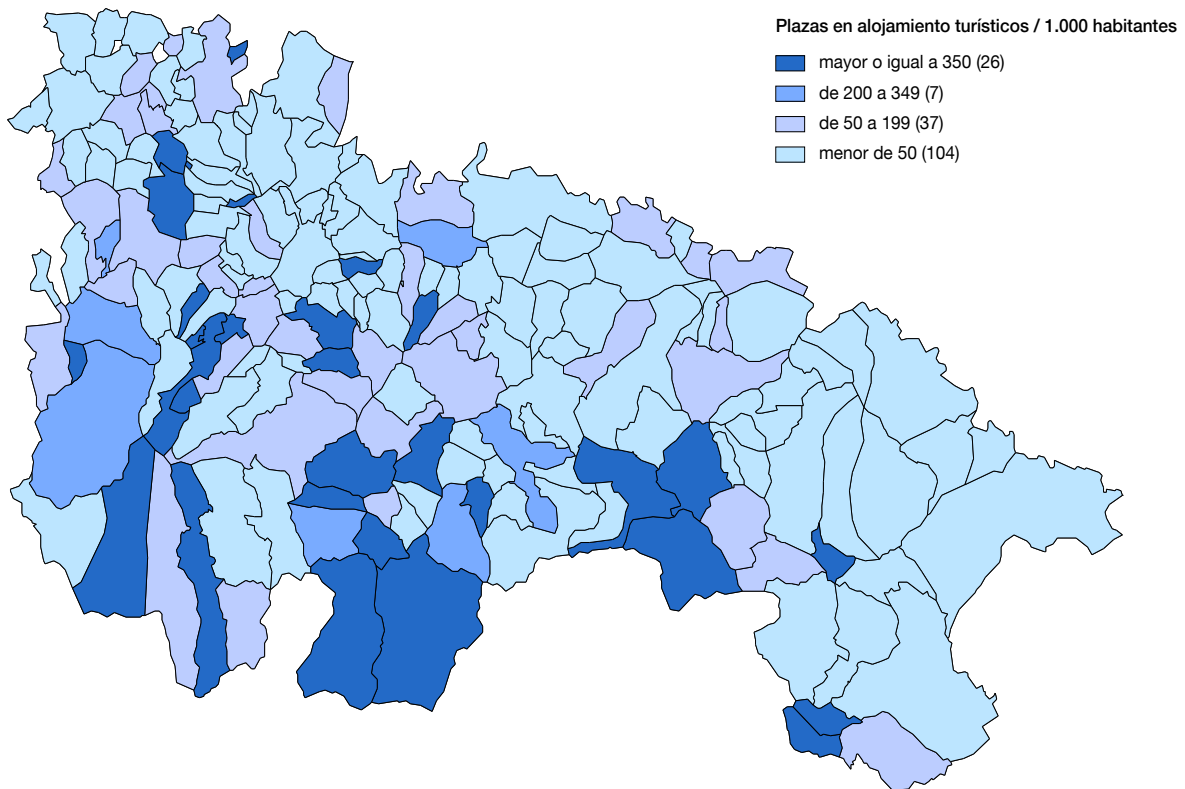 Plazas en alojamiento turísticos / 1.000 habitantes
mayor o igual a 350 (26)
de 200 a 349 (7)
de 50 a 199 (37)
menor de 50 (104)